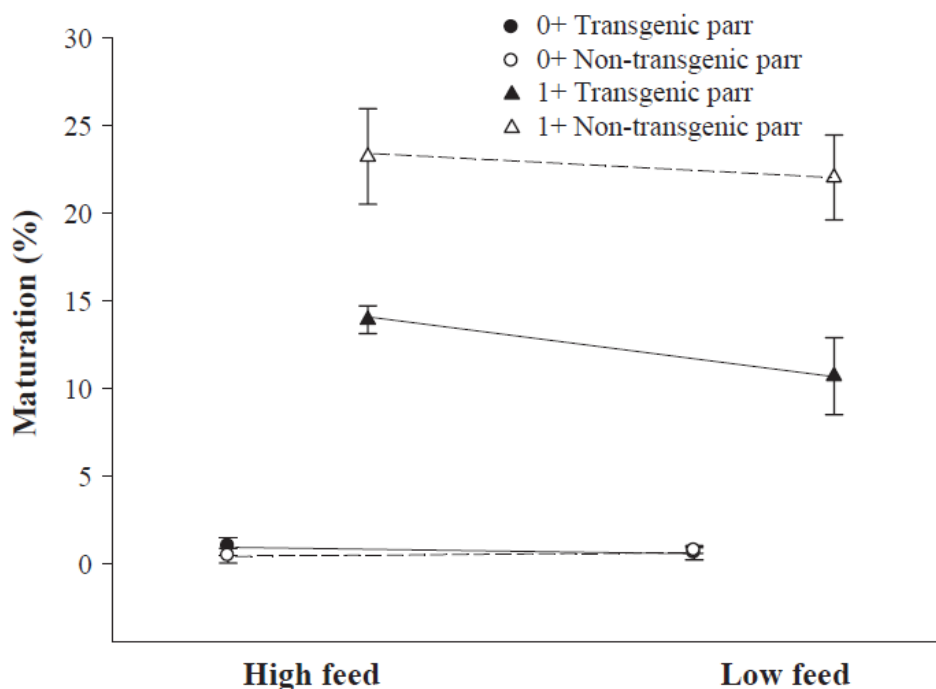 0+ Transgenic parr
0+ Non-transgenic parr
1+ Transgenic parr
1+ Non-transgenic parr
Maturation (%)
30
25
20
15
10
5
0
High feed
Low feed